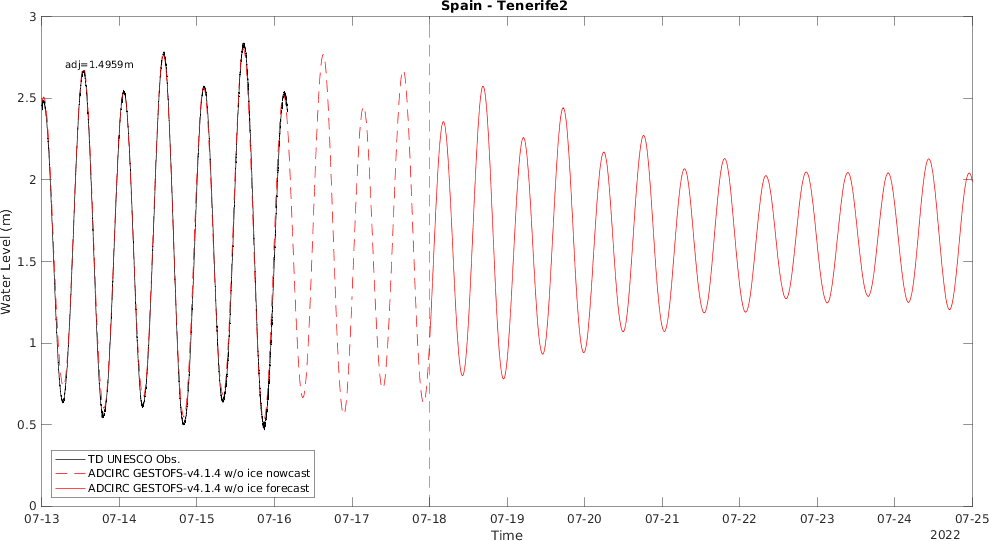 Spain - Tenerife2
3
adj=1.4959m
2.5
2
1.5
1
0.5
0
Water Level (m)
TD UNESCO Obs.
ADCIRC GESTOFS-v4.1.4 w/o ice nowcast
ADCIRC GESTOFS-v4.1.4 w/o ice forecast
07-13 07-14 07-15 07-16 07-17 07-18 07-19 07-20 07-21 07-22 07-23 07-24 07-25
Time
2022